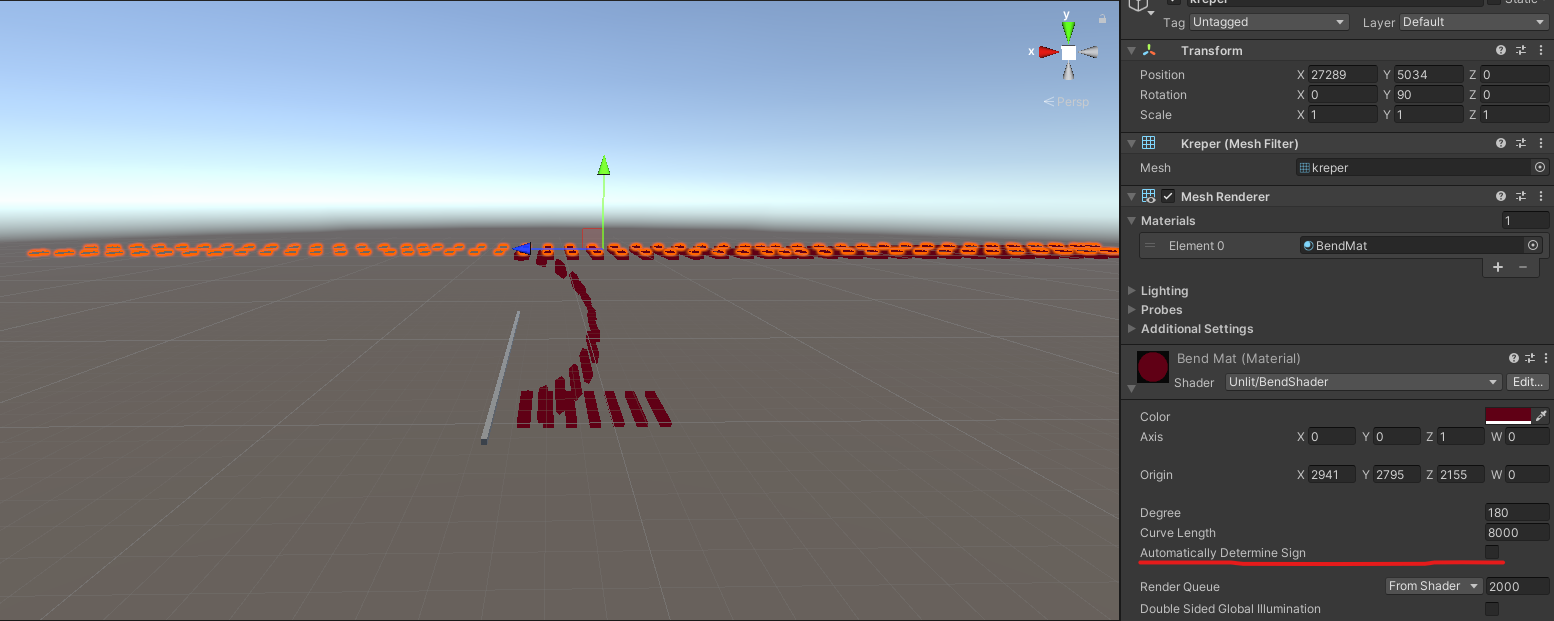 y
x
Persp
kreper
Static
Tag Untagged Layer Default
Transform
Position X 27289 Y 5034 Z 0
Rotation X 0 Y 90 Z 0
Scale X 1 Y 1 Z 1
Kreper (Mesh Filter)
Mesh kreper
Mesh Renderer
Materials 1
Element 0 BendMat
Lighting
Probes
Additional Settings
Bend Mat (Material)
Shader Unlit/BendShader Edit...
Color
Axis X 0 Y 0 Z 1 W 0
Origin X 2941 Y 2795 Z 2155 W 0
Degree 180
Curve Length 8000
Automatically Determine Sign
Render Queue From Shader 2000
Double Sided Global Illumination